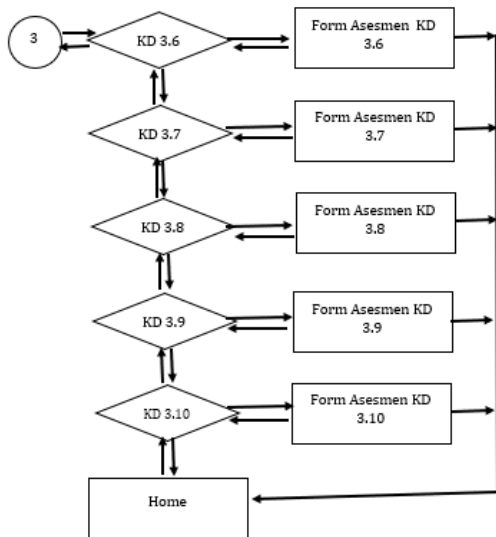 3
KD 3.6
Form Asesmen KD
3.6
KD 3.7
Form Asesmen KD
3.7
KD 3.8
Form Asesmen KD
3.8
KD 3.9
Form Asesmen KD
3.9
KD 3.10
Form Asesmen KD
3.10
Home